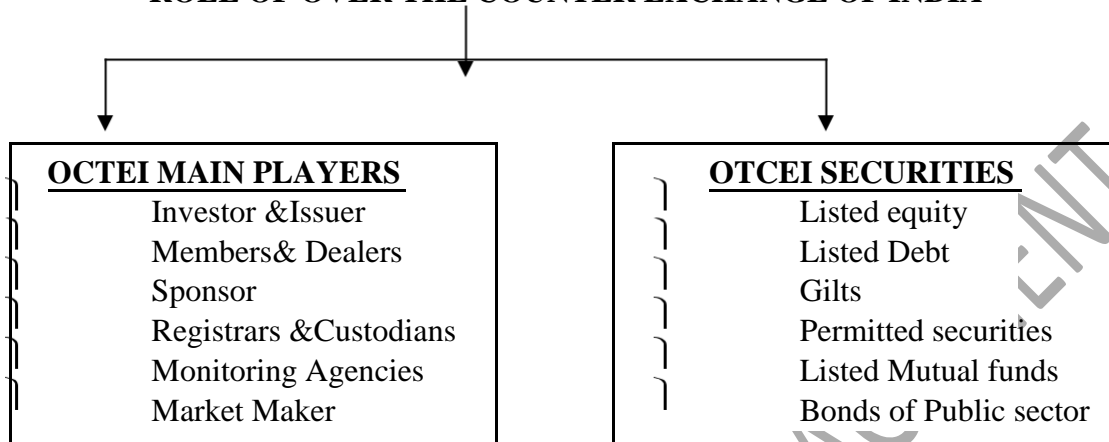 ROLE OF OVER THE COUNTER EXCHANGE OF INDIA
OCTEI MAIN PLAYERS
Investor &Issuer
Members& Dealers
Sponsor
Registrars &Custodians
Monitoring Agencies
Market Maker
OTCEI SECURITIES
Listed equity
Listed Debt
Gilts
Permitted securities
Listed Mutual funds
Bonds of Public sector